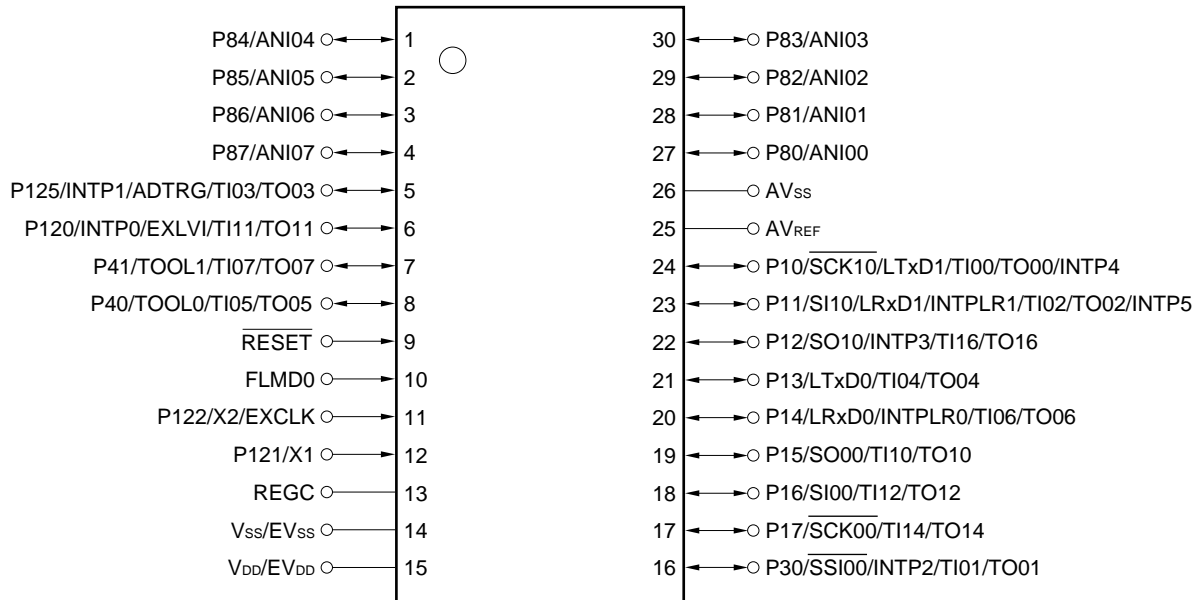 P84/ANI04 1 30 P83/ANI03
P85/ANI05 2 29 P82/ANI02
P86/ANI06 3 28 P81/ANI01
P87/ANI07 4 27 P80/ANI00
P125/INTP1/ADTRG/TI03/TO03 5 26 AVss
P120/INTP0/EXLVI/TI11/TO11 6 25 AVREF
P41/TOOL1/TI07/TO07 7 24 P10/SCK10/LTxD1/TI00/TO00/INTP4
P40/TOOL0/TI05/TO05 8 23 P11/SI10/LRxD1/INTPLR1/TI02/TO02/INTP5
RESET 9 22 P12/SO10/INTP3/TI16/TO16
FLMD0 10 21 P13/LTxD0/TI04/TO04
P122/X2/EXCLK 11 20 P14/LRxD0/INTPLR0/TI06/TO06
P121/X1 12 19 P15/SO00/TI10/TO10
REGC 13 18 P16/SI00/TI12/TO12
Vss/EVss 14 17 P17/SCK00/TI14/TO14
VDD/EVDD 15 16 P30/SSI00/INTP2/TI01/TO01